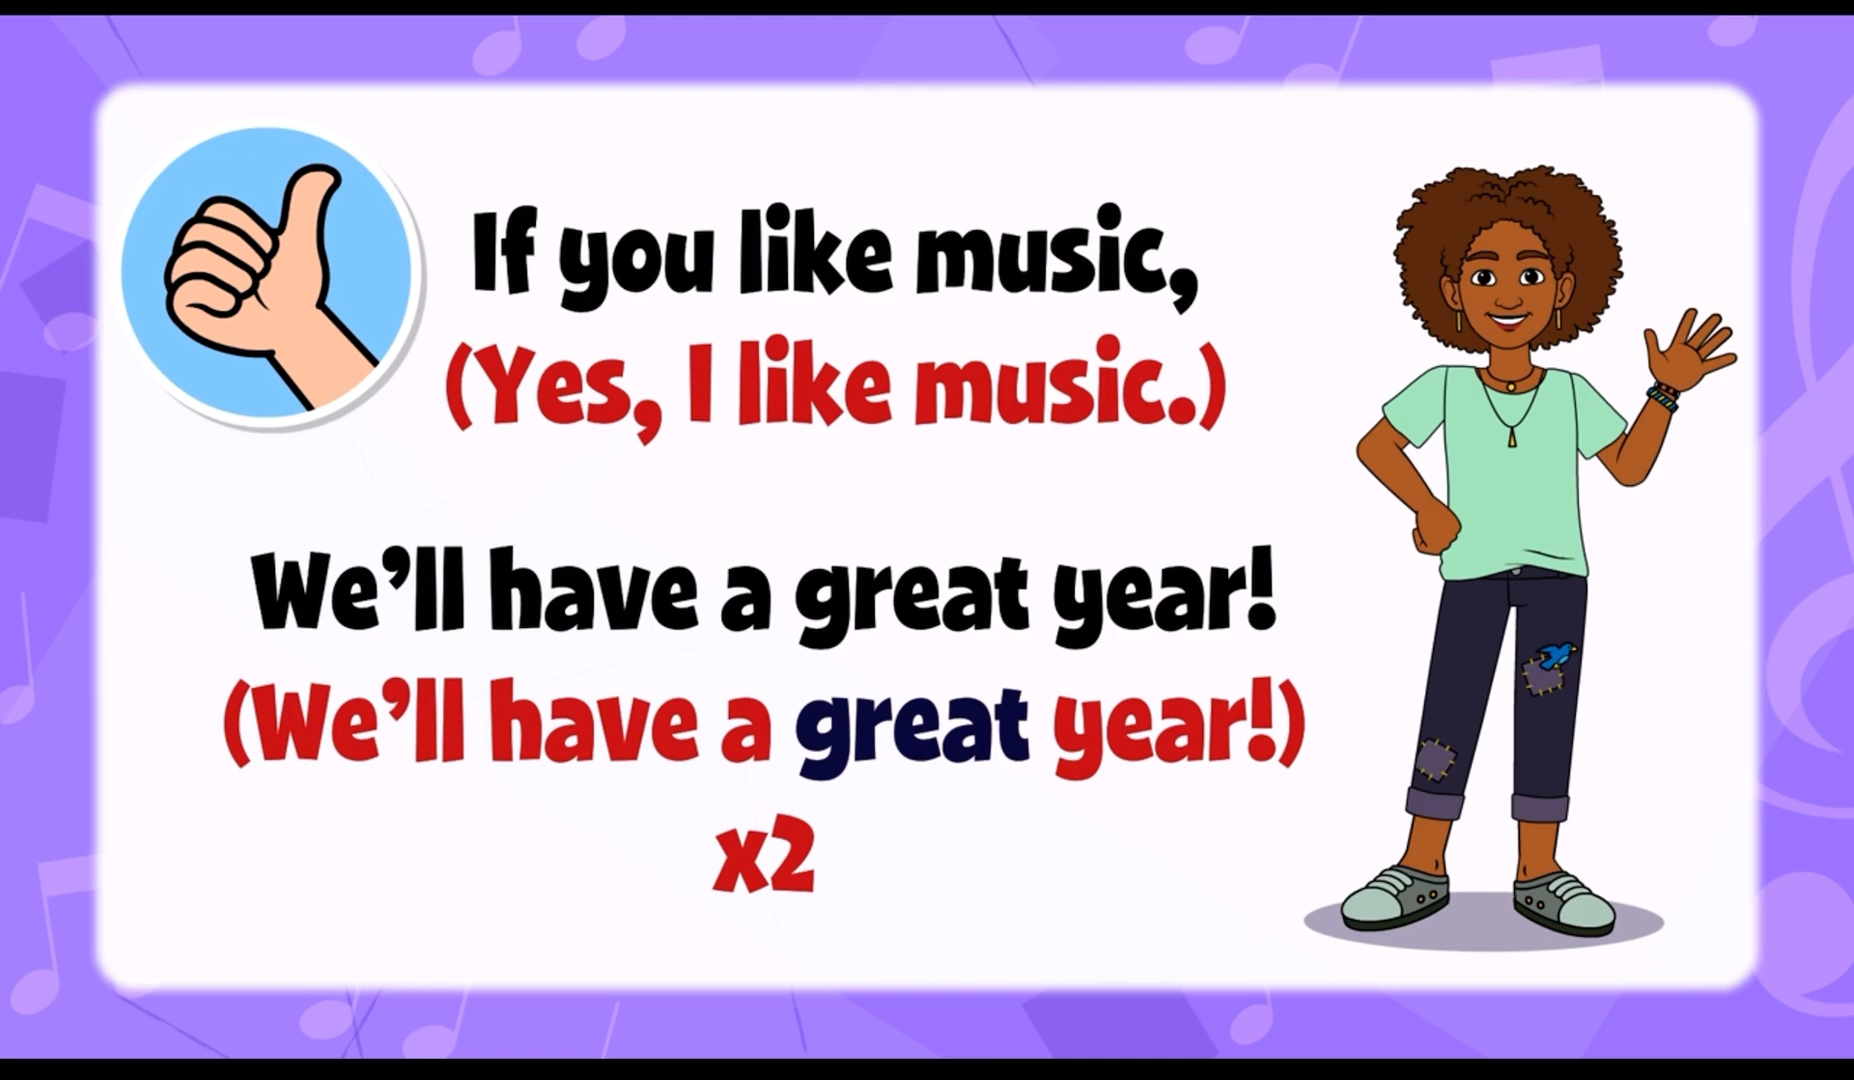 If you like music,
(Yes, I like music.)
We'll have a great year!
(We'll have a great year!)
x2